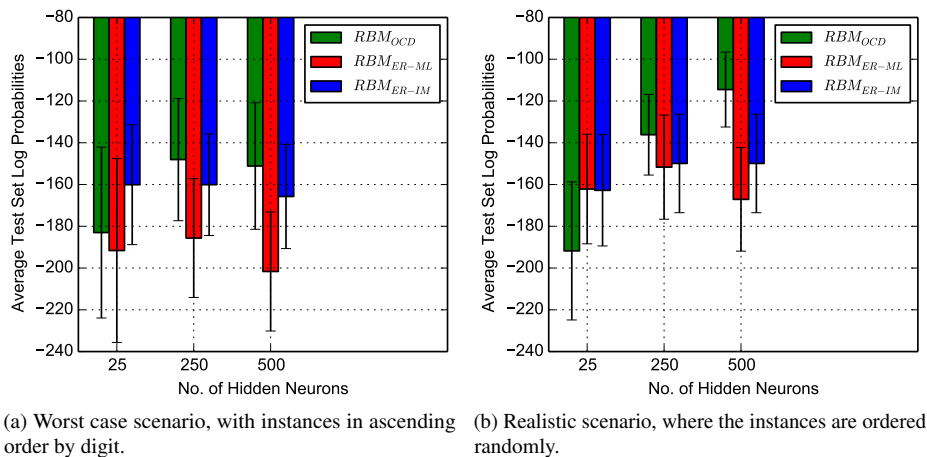 −80
−100
−120
−140
−160
−180
−200
−220
−240
Average Test Set Log Probabilities
RBM_OCD
RBM_ER−ML
RBM_ER−IM
25 250 500
No. of Hidden Neurons
−80
−100
−120
−140
−160
−180
−200
−220
−240
Average Test Set Log Probabilities
RBM_OCD
RBM_ER−ML
RBM_ER−IM
25 250 500
No. of Hidden Neurons
(a) Worst case scenario, with instances in ascending
order by digit.
(b) Realistic scenario, where the instances are ordered
randomly.